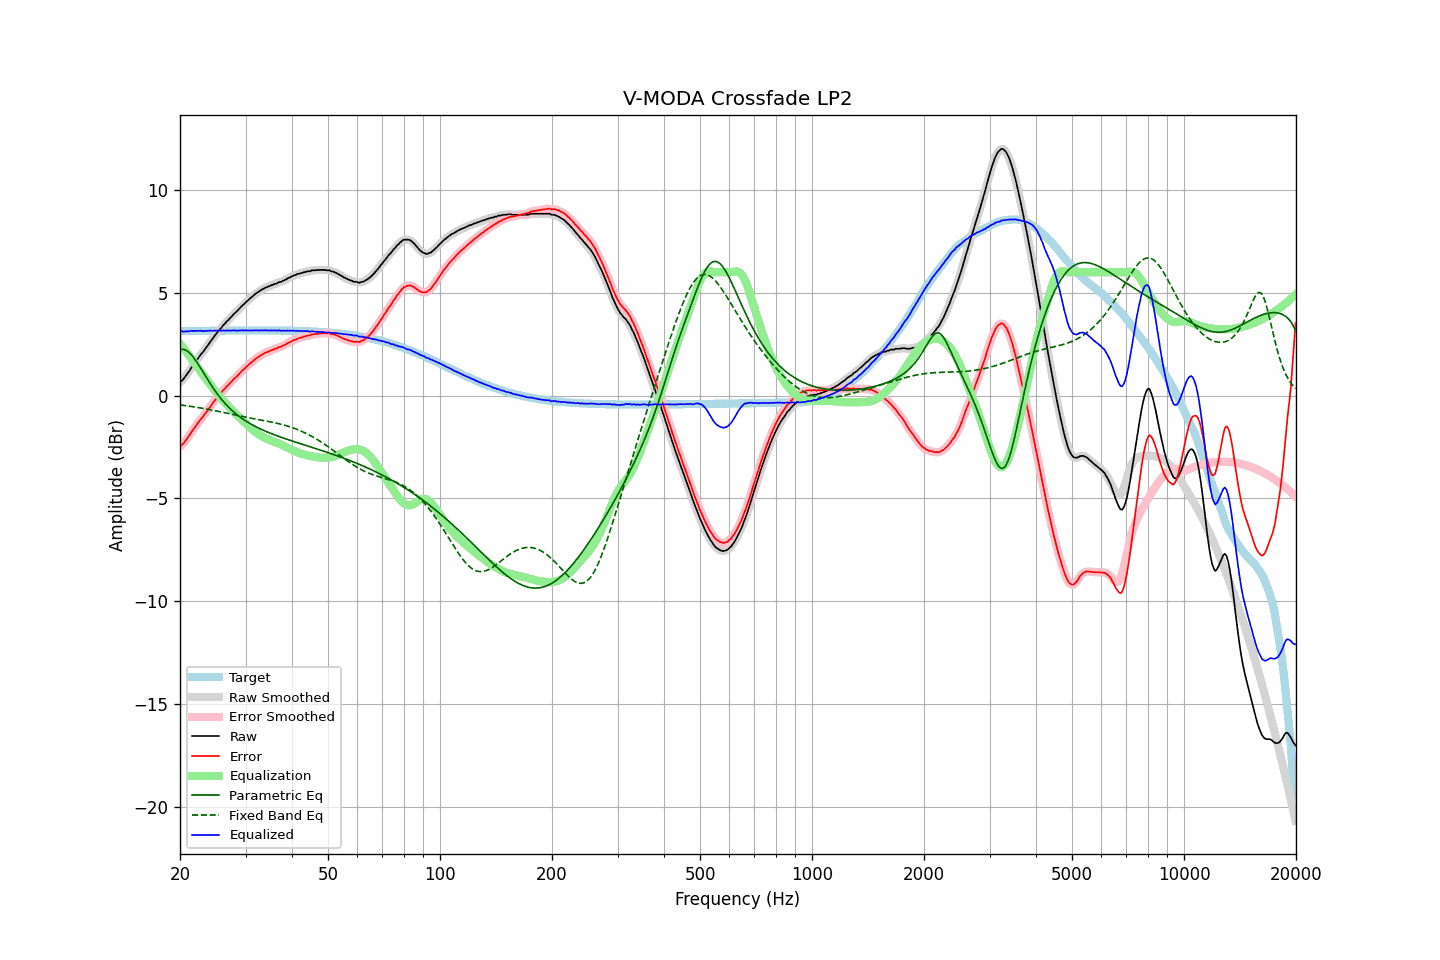 V-MODA Crossfade LP2
Amplitude (dBr)
10
5
0
−5
−10
−15
−20
Target
Raw Smoothed
Error Smoothed
Raw
Error
Equalization
Parametric Eq
Fixed Band Eq
Equalized
20 50 100 200 500 1000 2000 5000 10000 20000
Frequency (Hz)